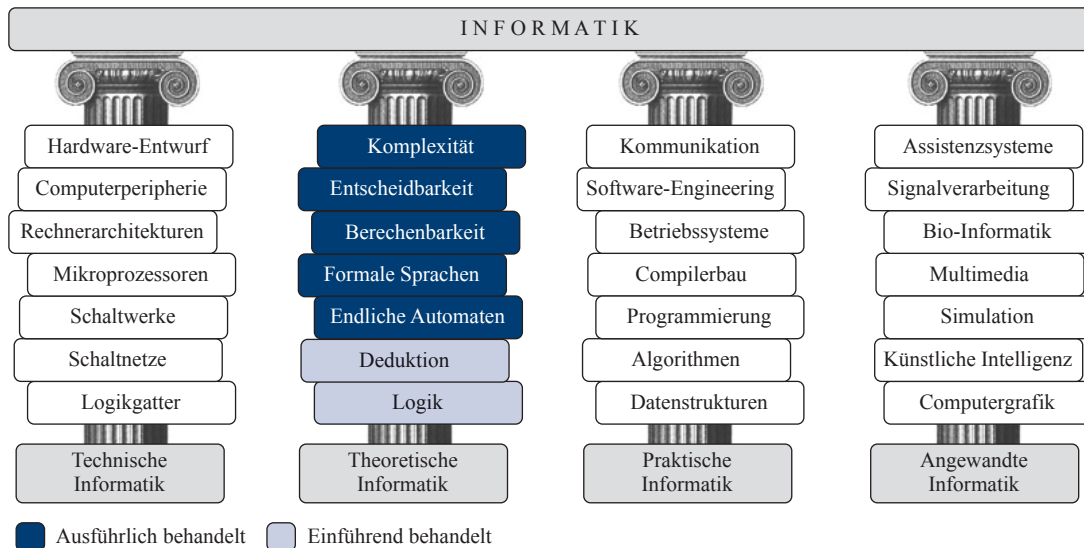 INFORMATIK
Hardware-Entwurf
Computerperipherie
Rechnerarchitekturen
Mikroprozessoren
Schaltwerke
Schaltnetze
Logikgatter
Technische
Informatik
Komplexität
Entscheidbarkeit
Berechenbarkeit
Formale Sprachen
Endliche Automaten
Deduktion
Logik
Theoretische
Informatik
Kommunikation
Software-Engineering
Betriebssysteme
Compilerbau
Programmierung
Algorithmen
Datenstrukturen
Praktische
Informatik
Assistenzsysteme
Signalverarbeitung
Bio-Informatik
Multimedia
Simulation
Künstliche Intelligenz
Computergrafik
Angewandte
Informatik
Ausführlich behandelt
Einführend behandelt